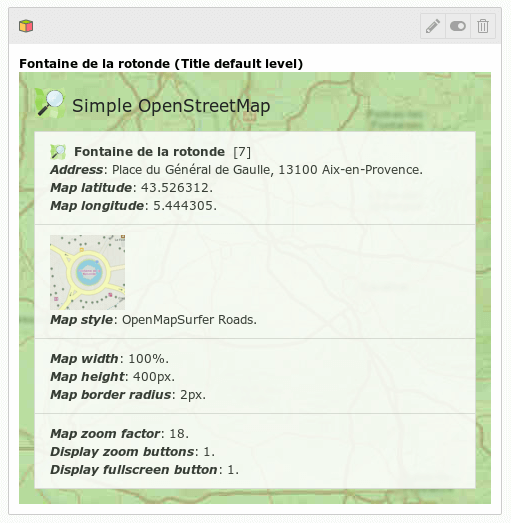 Fontaine de la rotonde (Title default level)
Simple OpenStreetMap
Fontaine de la rotonde [7]
Address: Place du Général de Gaulle, 13100 Aix-en-Provence.
Map latitude: 43.526312.
Map longitude: 5.444305.
Map style: OpenMapSurfer Roads.
Map width: 100%.
Map height: 400px.
Map border radius: 2px.
Map zoom factor: 18.
Display zoom buttons: 1.
Display fullscreen button: 1.